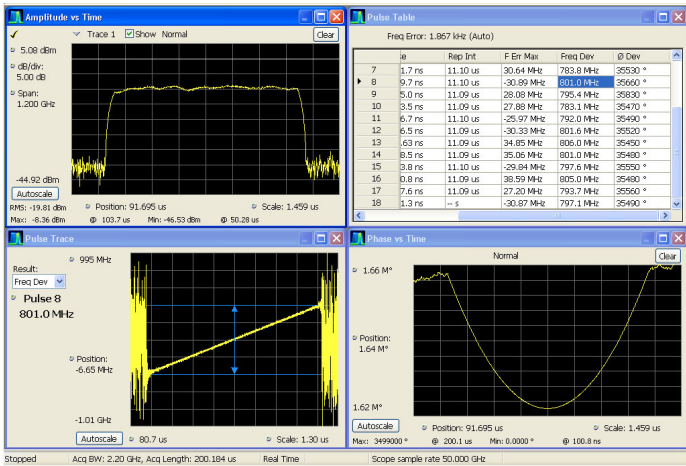 Amplitude vs Time
Trace 1 Show Normal Clear
5.08 dBm
dB/div:
5.00 dB
Span:
1.200 GHz
-44.92 dBm
Autoscale
Position: 91.695 us Scale: 1.459 us
RMS: -19.81 dBm
Max: -8.36 dBm @ 103.7 us Min: -46.53 dBm @ 50.28 us
Pulse Table
Freq Error: 1.867 kHz (Auto)
Rep Int F Err Max Freq Dev Ø Dev
7 1.7 ns 11.10 us 30.64 MHz 783.8 MHz 35530 °
8 9.7 ns 11.10 us -30.89 MHz 801.0 MHz 35660 °
9 5.0 ns 11.09 us 28.08 MHz 795.4 MHz 35830 °
10 3.5 ns 11.09 us 27.88 MHz 783.1 MHz 35470 °
11 6.7 ns 11.10 us -25.97 MHz 792.0 MHz 35490 °
12 6.5 ns 11.09 us -30.33 MHz 801.6 MHz 35520 °
13 .63 ns 11.09 us 34.85 MHz 806.0 MHz 35450 °
14 8.5 ns 11.09 us 35.06 MHz 801.0 MHz 35480 °
15 3.8 ns 11.10 us -29.84 MHz 797.6 MHz 35550 °
16 0.8 ns 11.09 us 38.59 MHz 805.0 MHz 35480 °
17 7.6 ns 11.09 us 27.20 MHz 793.7 MHz 35560 °
18 1.3 ns -- s -30.87 MHz 797.1 MHz 35490 °
Pulse Trace
Result:
Freq Dev
Pulse 8
801.0 MHz
995 MHz
Position:
-6.65 MHz
-1.01 GHz
Autoscale 80.7 us Scale: 1.30 us
Phase vs Time
Normal Clear
1.66 M°
Position:
1.64 M°
1.62 M°
Autoscale Position: 91.695 us Scale: 1.459 us
Max: 3499000 ° @ 200.1 us Min: 0.0000 ° @ 100.8 ns
Stopped Acq BW: 2.20 GHz, Acq Length: 200.184 us Real Time Scope sample rate 50.000 GHz